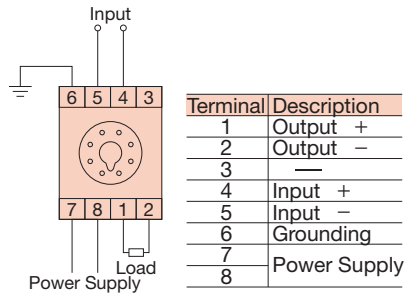 Input
6 5 4 3
7 8 1 2
Load
Power Supply
Terminal Description
1 Output +
2 Output −
3 —
4 Input +
5 Input −
6 Grounding
7 Power Supply
8